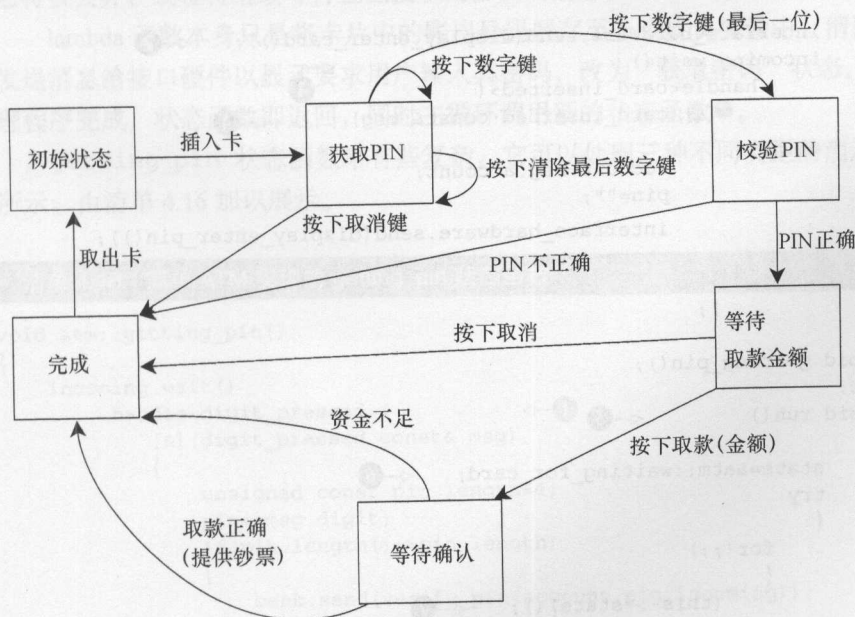 按下数字键(最后一位)
按下数字键
初始状态
插入卡
获取PIN
校验PIN
按下清除最后数字键
按下取消键
取出卡
PIN不正确
PIN正确
完成
按下取消
等待
取款金额
资金不足
按下取款(金额)
取款正确
(提供钞票)
等待确认